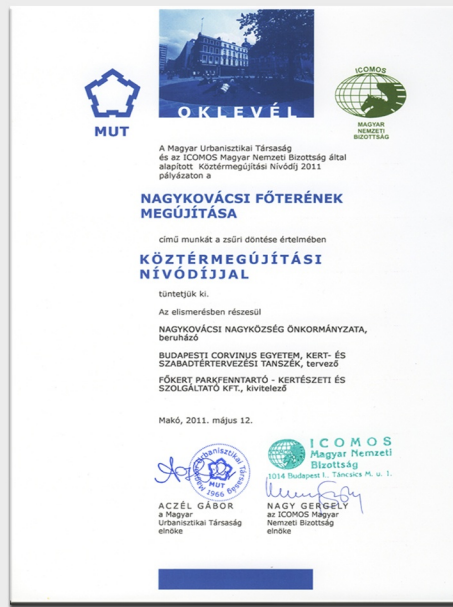 OKLEVÉL
MUT
ICOMOS
MAGYAR
NEMZETI
BIZOTTSÁG
A Magyar Urbanisztikai Társaság
és az ICOMOS Magyar Nemzeti Bizottság által
alapított Köztérmegújítási Nívódíj 2011
pályázaton a
NAGYKOVÁCSI FŐTERÉNEK
MEGÚJÍTÁSA
című munkát a zsűri döntése értelmében
KÖZTÉRMEGÚJÍTÁSI
NÍVÓDÍJJAL
tüntetjük ki.
Az elismerésben részesül
NAGYKOVÁCSI NAGYKÖZSÉG ÖNKORMÁNYZATA,
beruházó
BUDAPESTI CORVINUS EGYETEM, KERT- ÉS
SZABADTÉRTERVEZÉSI TANSZÉK, tervező
FŐKERT PARKFENNTARTÓ - KERTÉSZETI ÉS
SZOLGÁLTATÓ KFT., kivitelező
Makó, 2011. május 12.
Magyar Urbanisztikai Társaság
MUT
1966
ICOMOS
Magyar Nemzeti
Bizottság
1014 Budapest I., Táncsics M. u. 1.
ACZÉL GÁBOR
a Magyar
Urbanisztikai Társaság
elnöke
NAGY GERGELY
az ICOMOS Magyar
Nemzeti Bizottság
elnöke